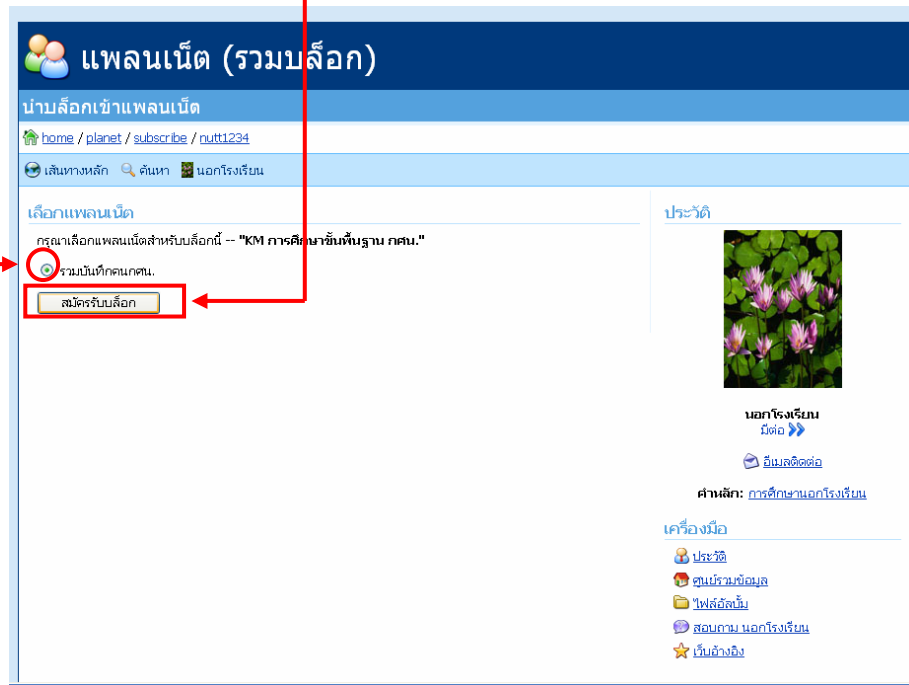 แพลนเน็ต (รวมบล็อก)
นำบล็อกเข้าแพลนเน็ต
home / planet / subscribe / nutt1234
เส้นทางหลัก ค้นหา นอกโรงเรียน
เลือกแพลนเน็ต
กรุณาเลือกแพลนเน็ตสำหรับบล็อกนี้ -- "KM การศึกษาขั้นพื้นฐาน กศน."
รวมบันทึกคนกศน.
สมัครรับบล็อก
ประวัติ
นอกโรงเรียน
มีต่อ
อีเมลติดต่อ
คำหลัก: การศึกษานอกโรงเรียน
เครื่องมือ
ประวัติ
ศูนย์รวมข้อมูล
ไฟล์อัลบั้ม
สอบถาม นอกโรงเรียน
เว็บอ้างอิง